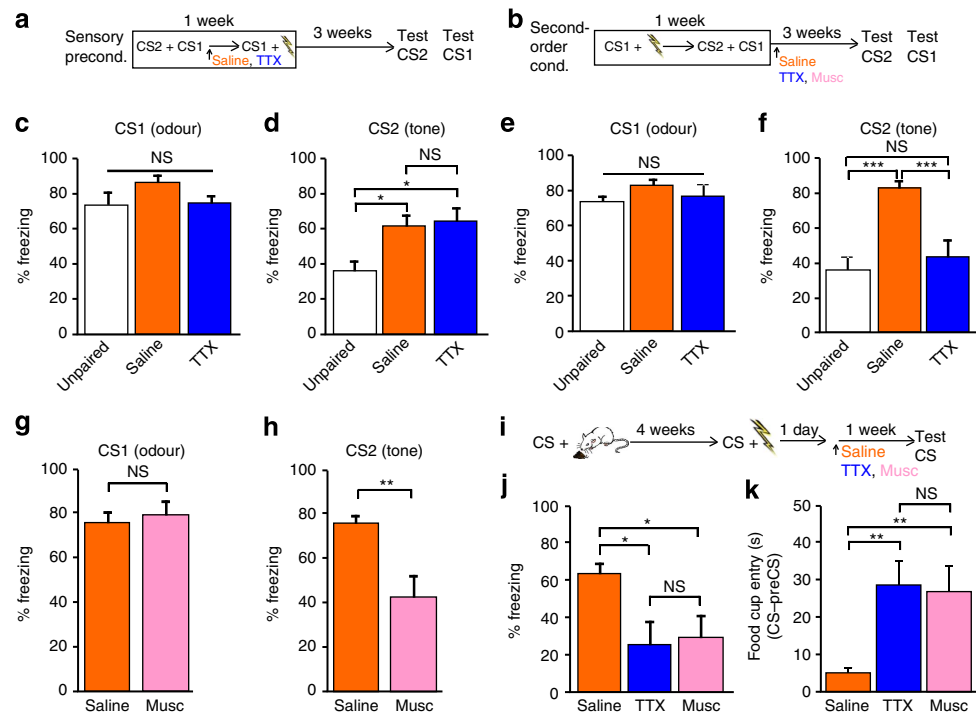 a
1 week
Sensory
precond.
CS2 + CS1
CS1 +
Saline, TTX
3 weeks
Test
CS2
Test
CS1
b
1 week
Second-
order
cond.
CS1 +
CS2 + CS1
3 weeks
Saline
TTX, Musc
Test
CS2
Test
CS1
c
CS1 (odour)
NS
% freezing
100
80
60
40
20
0
Unpaired
Saline
TTX
d
CS2 (tone)
NS
*
*
% freezing
100
80
60
40
20
0
Unpaired
Saline
TTX
e
CS1 (odour)
NS
% freezing
100
80
60
40
20
0
Unpaired
Saline
TTX
f
CS2 (tone)
NS
***
***
% freezing
100
80
60
40
20
0
Unpaired
Saline
TTX
g
CS1 (odour)
NS
% freezing
100
80
60
40
20
0
Saline
Musc
h
CS2 (tone)
**
% freezing
100
80
60
40
20
0
Saline
Musc
i
CS +
4 weeks
CS +
1 day
1 week
Saline
TTX, Musc
Test
CS
j
*
*
NS
% freezing
100
80
60
40
20
0
Saline
TTX
Musc
k
NS
**
**
Food cup entry (s)
(CS–preCS)
50
40
30
20
10
0
Saline
TTX
Musc